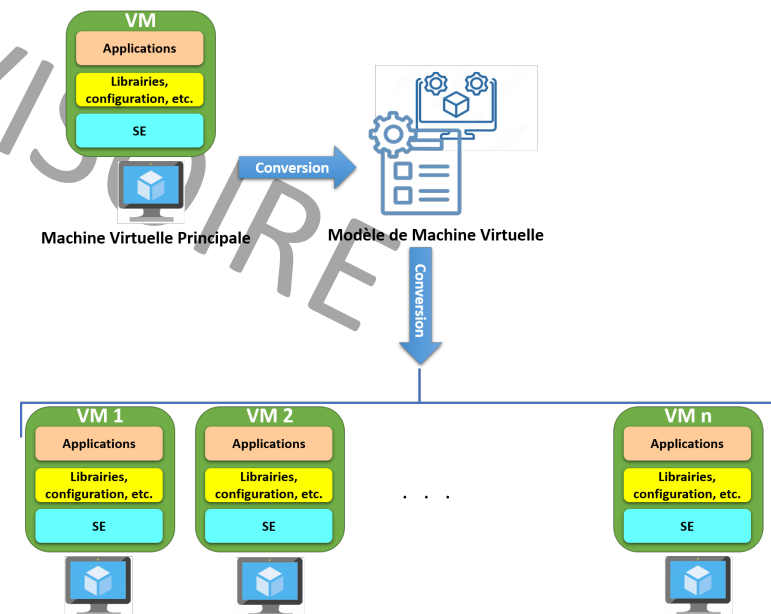 VM
Applications
Librairies,
configuration, etc.
SE
Conversion
Machine Virtuelle Principale
Modèle de Machine Virtuelle
Conversion
VM 1
Applications
Librairies,
configuration, etc.
SE
VM 2
Applications
Librairies,
configuration, etc.
SE
. . .
VM n
Applications
Librairies,
configuration, etc.
SE